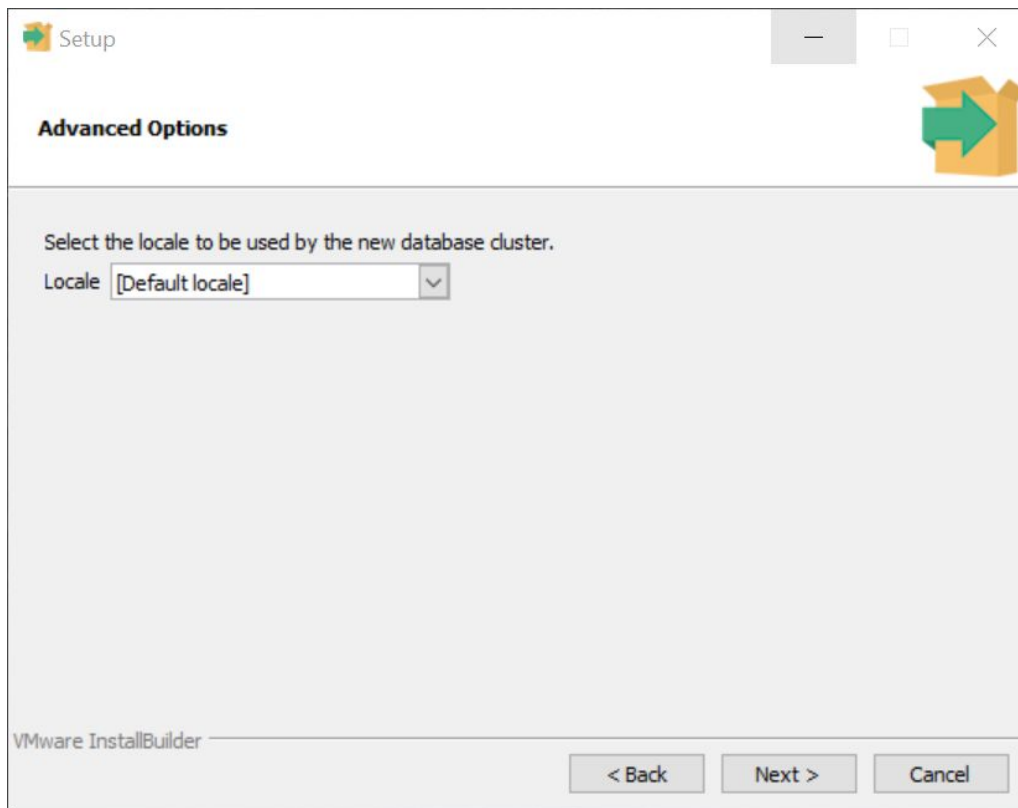 Setup
Advanced Options
Select the locale to be used by the new database cluster.
Locale [Default locale]
VMware InstallBuilder
< Back Next > Cancel